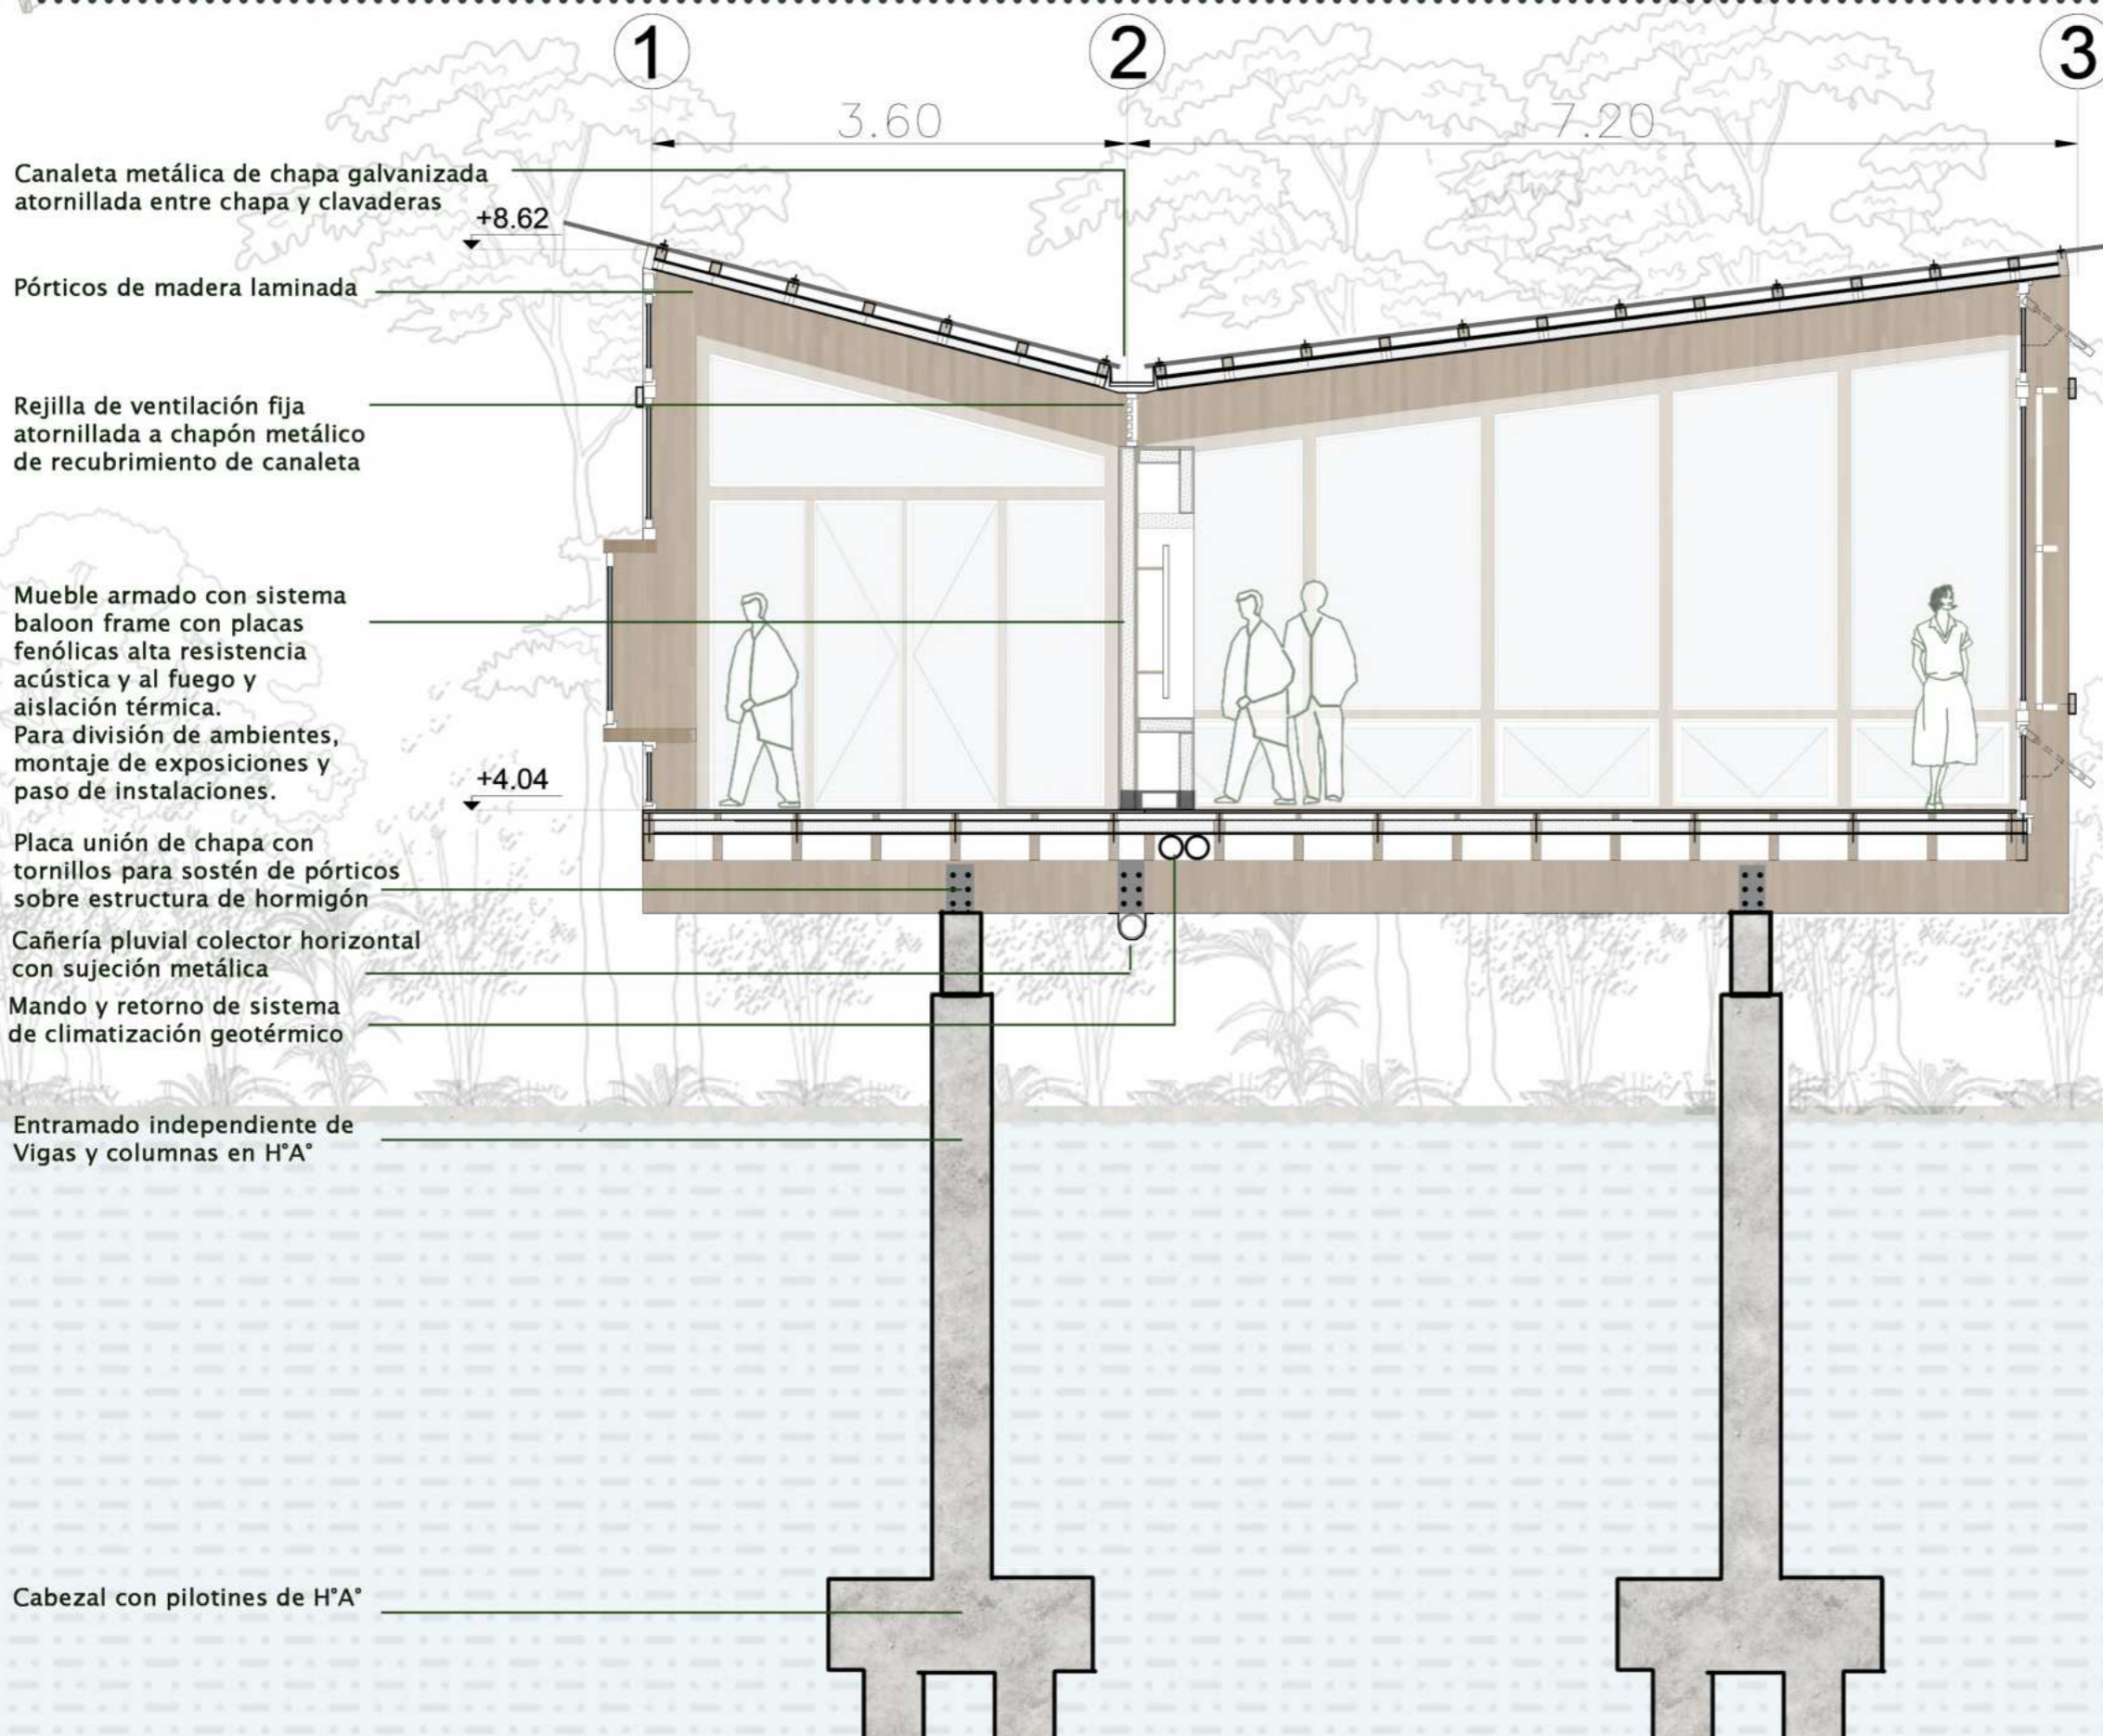 1
2
3
3.60
7.20
Canaleta metálica de chapa galvanizada
atornillada entre chapa y clavaderas
+8.62
Pórticos de madera laminada
Rejilla de ventilación fija
atornillada a chapón metálico
de recubrimiento de canaleta
Mueble armado con sistema
baloon frame con placas
fenólicas alta resistencia
acústica y al fuego y
aislación térmica.
Para división de ambientes,
montaje de exposiciones y
paso de instalaciones.
+4.04
Placa unión de chapa con
tornillos para sostén de pórticos
sobre estructura de hormigón
Cañería pluvial colector horizontal
con sujeción metálica
Mando y retorno de sistema
de climatización geotérmico
Entramado independiente de
Vigas y columnas en H°A°
Cabezal con pilotines de H°A°